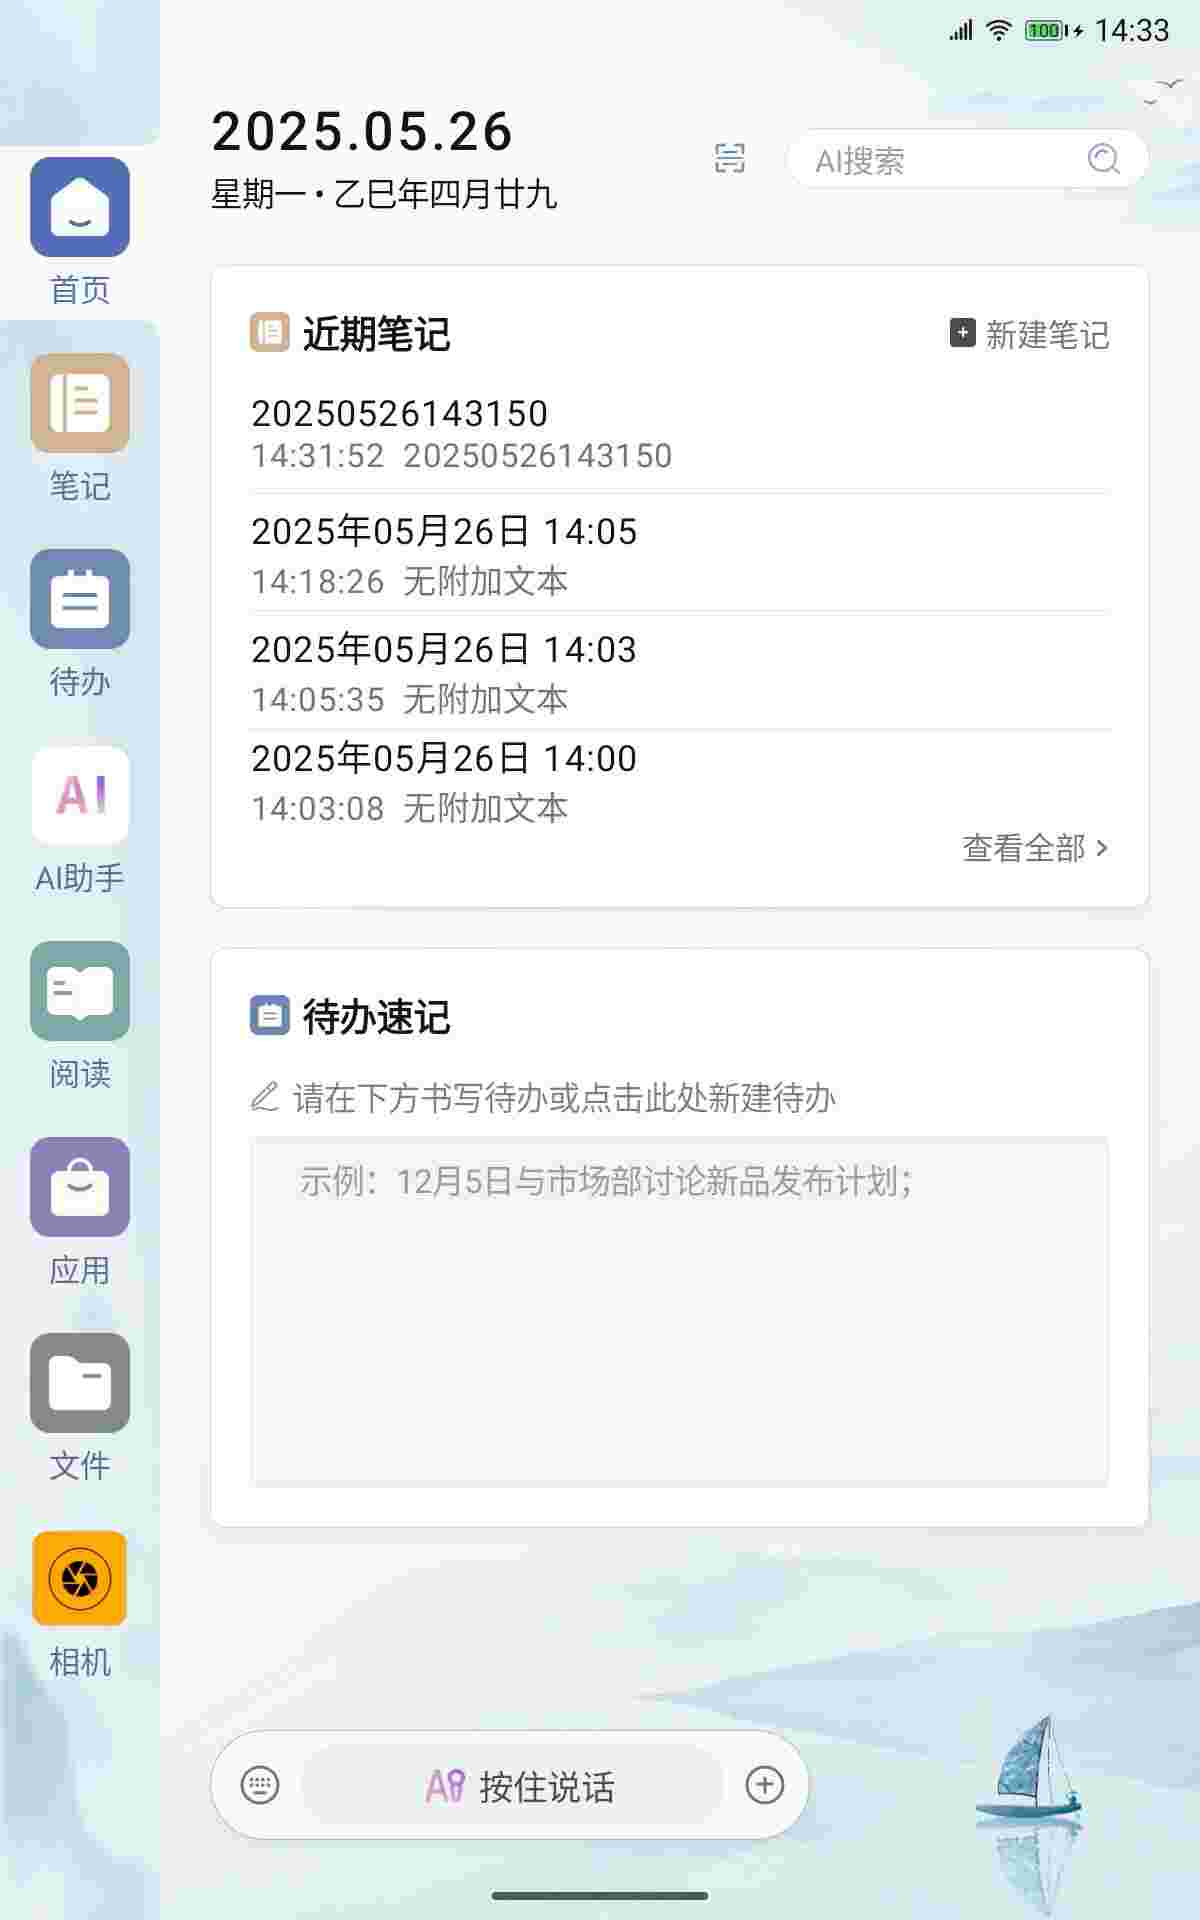 100 14:33
2025.05.26
星期一 • 乙巳年四月廿九
AI搜索
首页
笔记
待办
AI
AI助手
阅读
应用
文件
相机
近期笔记
新建笔记
20250526143150
14:31:52 20250526143150
2025年05月26日 14:05
14:18:26 无附加文本
2025年05月26日 14:03
14:05:35 无附加文本
2025年05月26日 14:00
14:03:08 无附加文本
查看全部 >
待办速记
请在下方书写待办或点击此处新建待办
示例：12月5日与市场部讨论新品发布计划；
AI 按住说话